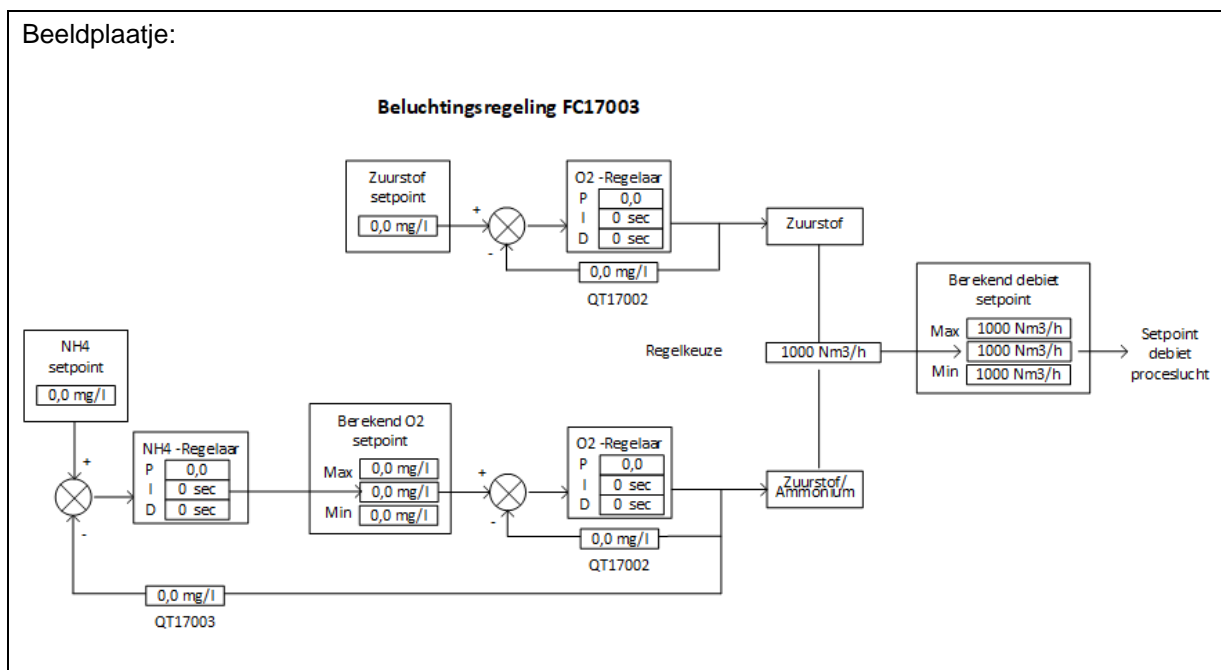 Beeldplaatje:
Beluchtingsregeling FC17003
Zuurstof
setpoint
0,0 mg/l
+
-
O2 -Regelaar
P 0,0
I 0 sec
D 0 sec
0,0 mg/l
QT17002
Zuurstof
NH4
setpoint
0,0 mg/l
+
-
NH4 -Regelaar
P 0,0
I 0 sec
D 0 sec
Berekend O2
setpoint
Max 0,0 mg/l
0,0 mg/l
Min 0,0 mg/l
+
-
O2 -Regelaar
P 0,0
I 0 sec
D 0 sec
0,0 mg/l
QT17002
0,0 mg/l
QT17003
Zuurstof/
Ammonium
Regelkeuze
1000 Nm3/h
Berekend debiet
setpoint
Max 1000 Nm3/h
1000 Nm3/h
Min 1000 Nm3/h
Setpoint
debiet
proceslucht